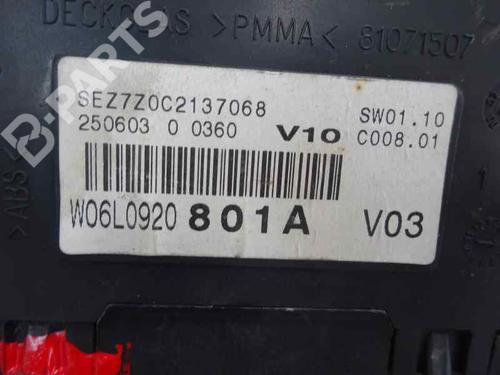 DECKGLAS >PMMA< 81071507
SEZ7Z0C2137068 SW01.10
250603 0 0360 V10 C008.01
>ABS<
W06L0920 801A V03
B-PARTS